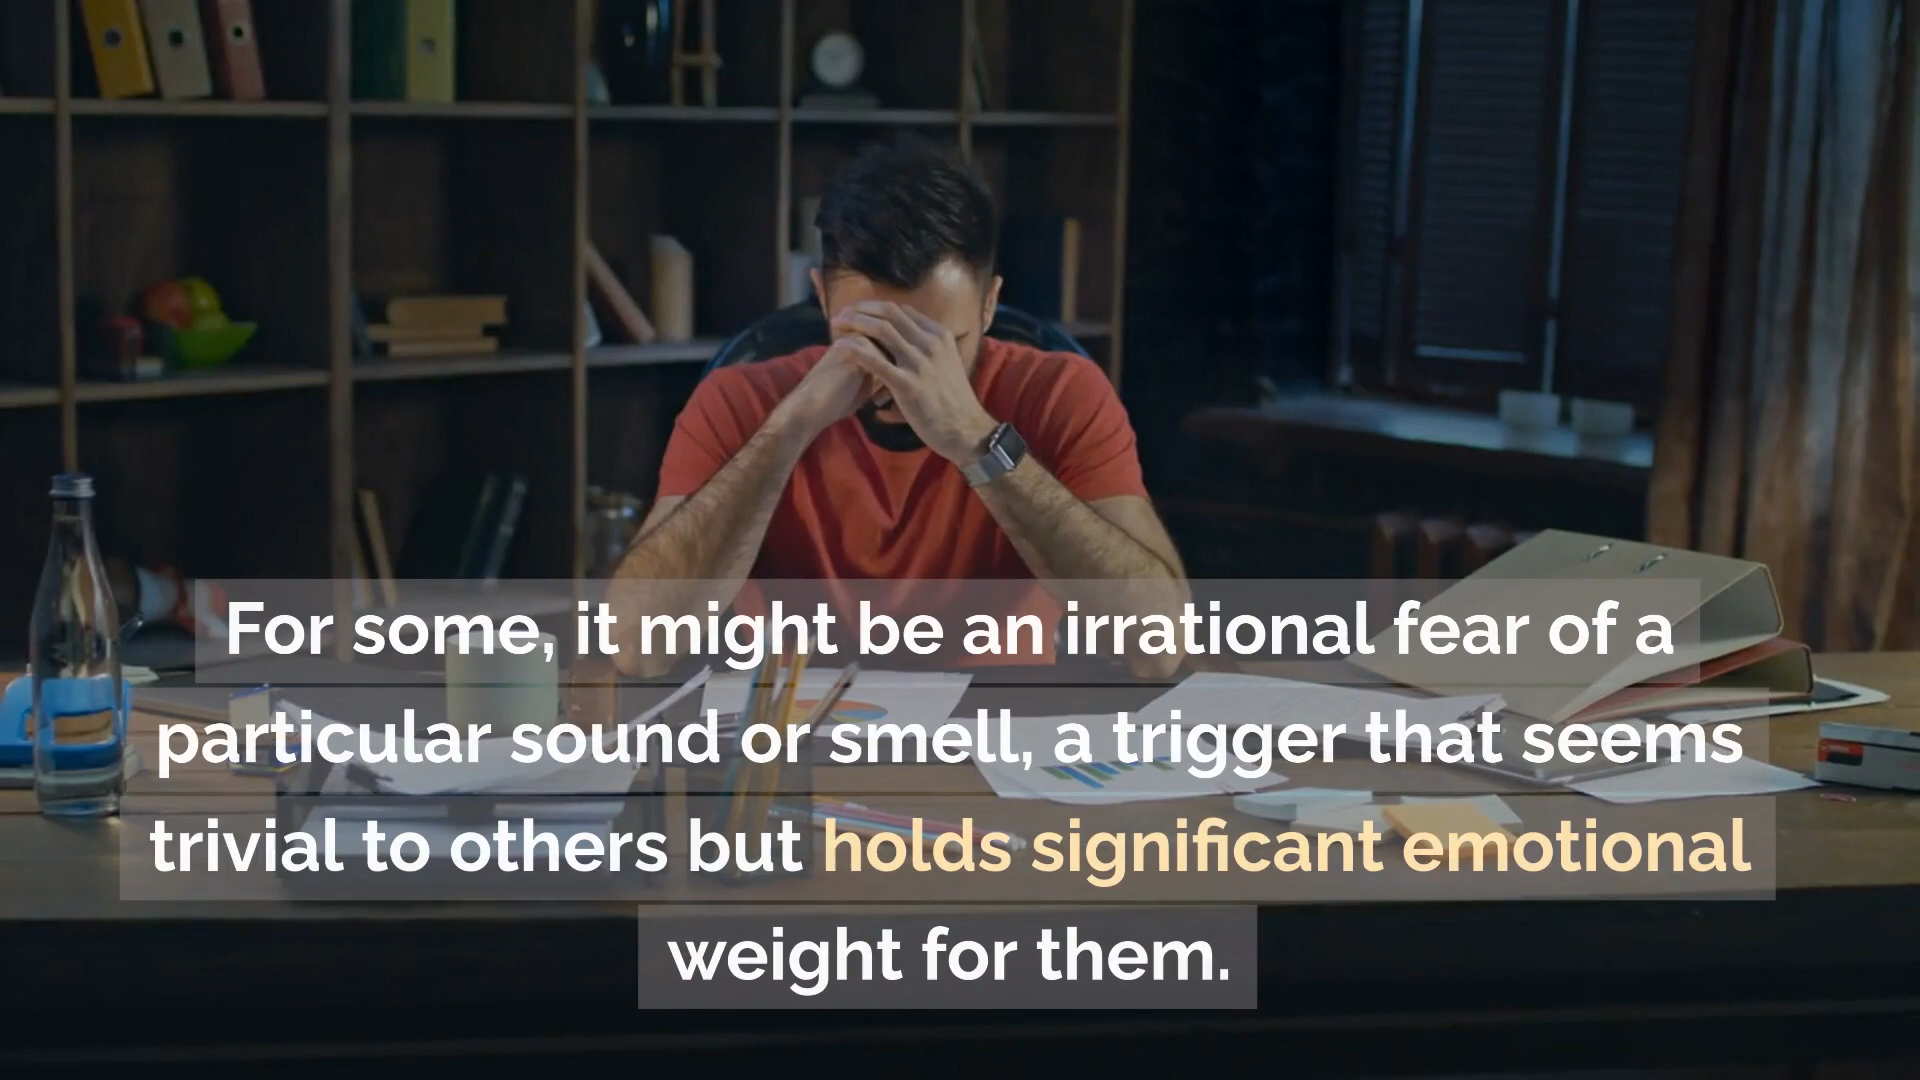 For some, it might be an irrational fear of a
particular sound or smell, a trigger that seems
trivial to others but holds significant emotional
weight for them.